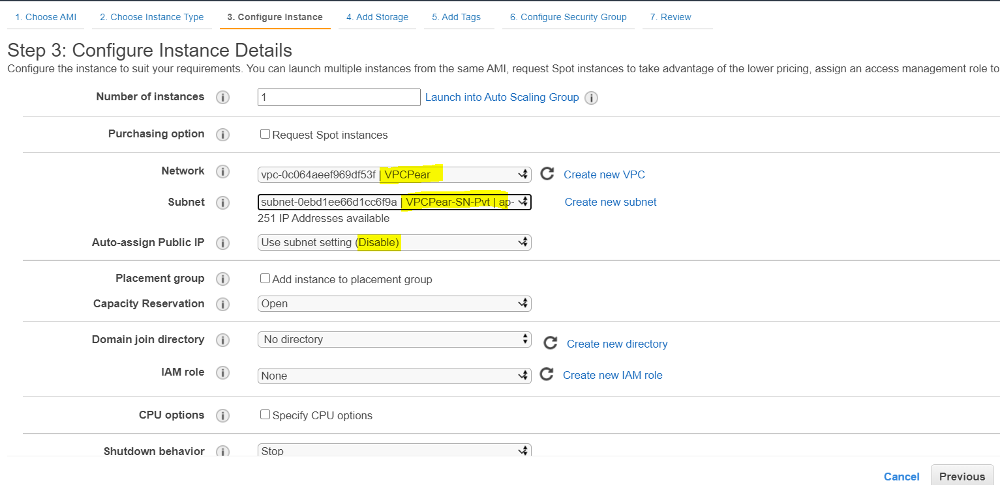 1. Choose AMI 2. Choose Instance Type 3. Configure Instance 4. Add Storage 5. Add Tags 6. Configure Security Group 7. Review
Step 3: Configure Instance Details
Configure the instance to suit your requirements. You can launch multiple instances from the same AMI, request Spot instances to take advantage of the lower pricing, assign an access management role to
Number of instances i 1 Launch into Auto Scaling Group i
Purchasing option i Request Spot instances
Network i vpc-0c064aeef969df53f | VPCPear Create new VPC
Subnet i subnet-0ebd1ee66d1cc6f9a | VPCPear-SN-Pvt | ap- Create new subnet
251 IP Addresses available
Auto-assign Public IP i Use subnet setting (Disable)
Placement group i Add instance to placement group
Capacity Reservation i Open
Domain join directory i No directory Create new directory
IAM role i None Create new IAM role
CPU options i Specify CPU options
Shutdown behavior i Stop
Cancel Previous